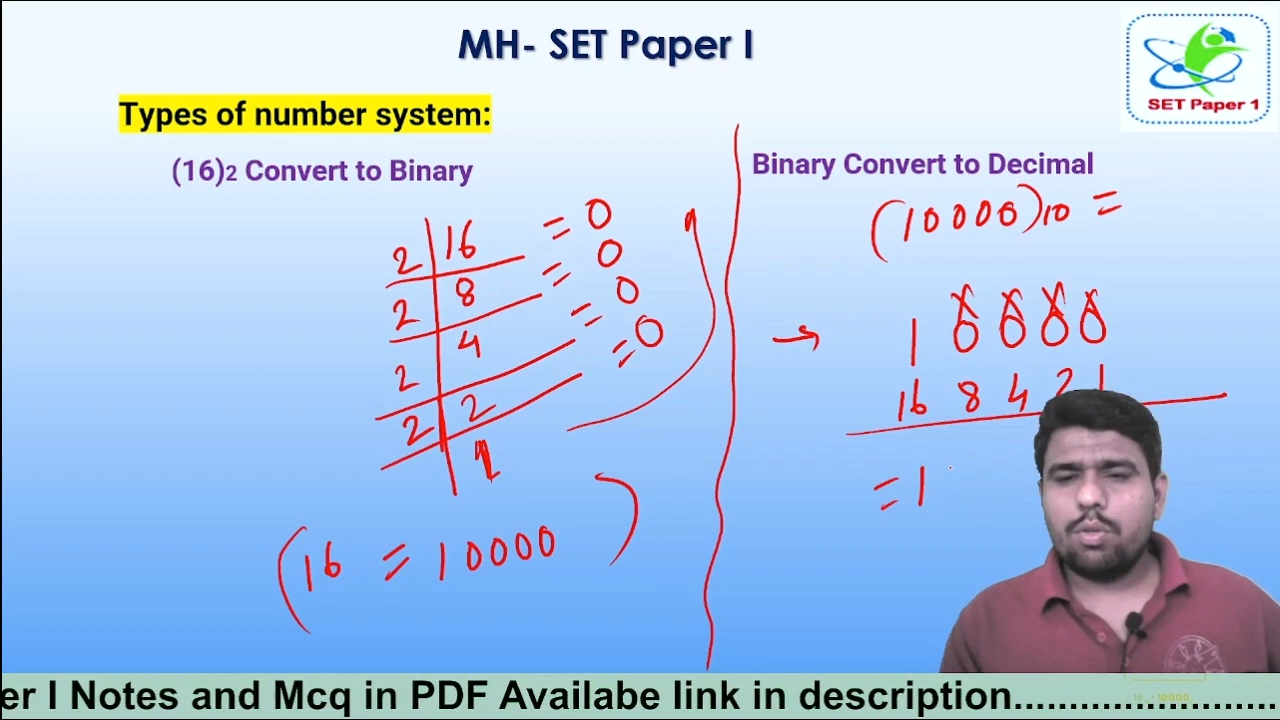 MH- SET Paper I
SET Paper 1
Types of number system:
(16)2 Convert to Binary
2 16 = 0
2 8 = 0
2 4 = 0
2 2 = 0
1
(16 = 10000)
Binary Convert to Decimal
(10000)10 =
→ 1 0 0 0 0
16 8 4 2 1
= 1
er I Notes and Mcq in PDF Availabe link in description........................